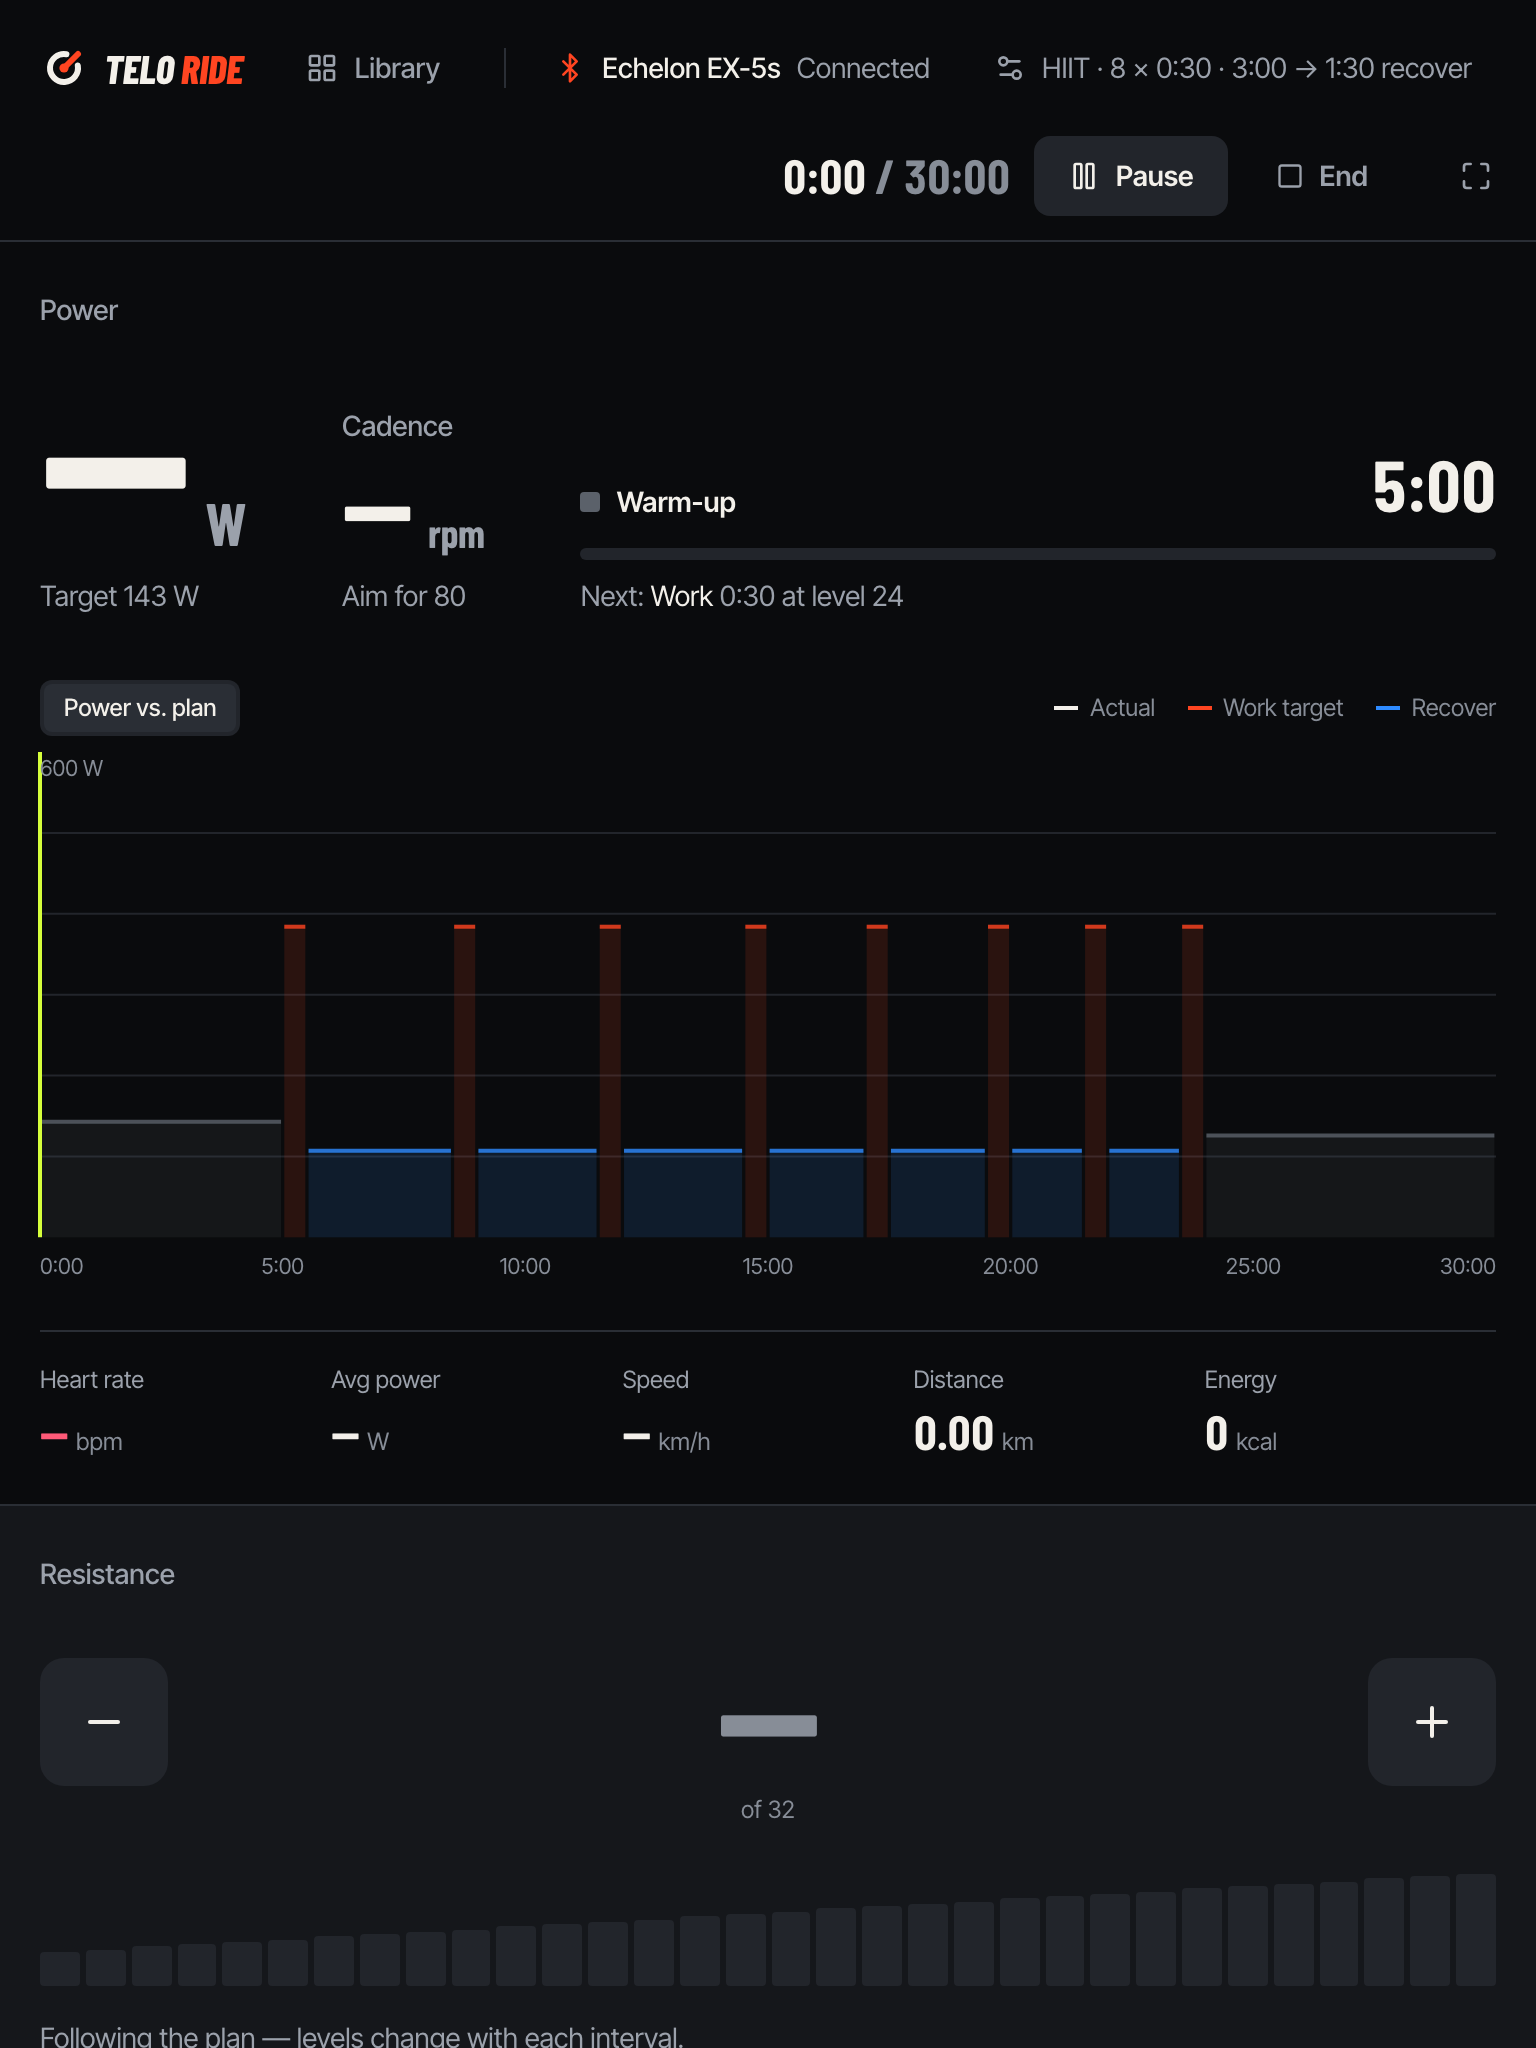 TELO RIDE
Library
Echelon EX-5s Connected
HIIT · 8 × 0:30 · 3:00 → 1:30 recover
0:00 / 30:00
Pause
End
Power
— W
Target 143 W
Cadence
— rpm
Aim for 80
Warm-up
5:00
Next: Work 0:30 at level 24
Power vs. plan
Actual
Work target
Recover
600 W
0:00
5:00
10:00
15:00
20:00
25:00
30:00
Heart rate
— bpm
Avg power
— W
Speed
— km/h
Distance
0.00 km
Energy
0 kcal
Resistance
—
of 32
Following the plan — levels change with each interval.